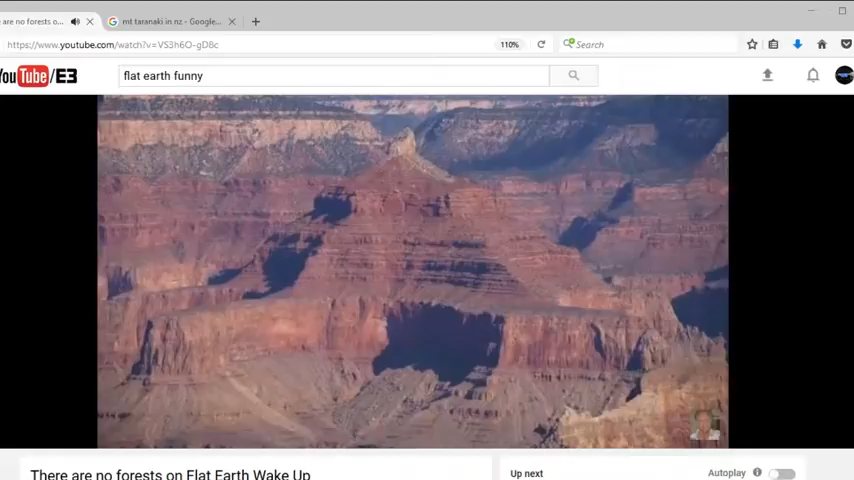 are no forests o...
mt taranaki in nz - Google...
https://www.youtube.com/watch?v=VS3h6O-gD8c
110%
Search
YouTube/E3
flat earth funny
There are no forests on Flat Earth Wake Up
Up next
Autoplay